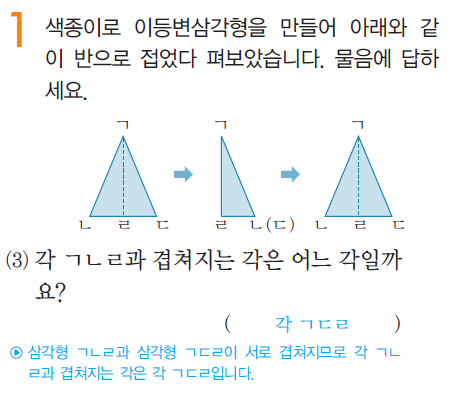 1 색종이로 이등변삼각형을 만들어 아래와 같
이 반으로 접었다 펴보았습니다. 물음에 답하
세요.
ㄱ ㄱ ㄱ
ㄴ ㄹ ㄷ ㄹ ㄴ(ㄷ) ㄴ ㄹ ㄷ
(3) 각 ㄱㄴㄹ과 겹쳐지는 각은 어느 각일까
요?
( 각 ㄱㄷㄹ )
삼각형 ㄱㄴㄹ과 삼각형 ㄱㄷㄹ이 서로 겹쳐지므로 각 ㄱㄴ
ㄹ과 겹쳐지는 각은 각 ㄱㄷㄹ입니다.